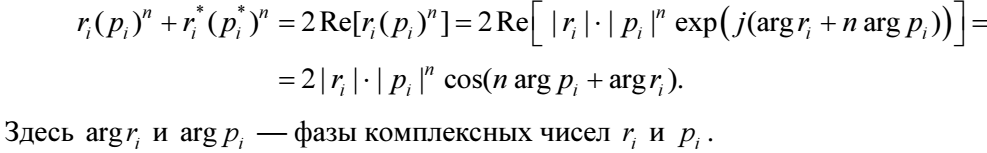 r_i(p_i)^n + r_i^*(p_i^*)^n = 2 Re[r_i(p_i)^n] = 2 Re[ | r_i | · | p_i |^n exp( j(arg r_i + n arg p_i)) ] =
= 2 | r_i | · | p_i |^n cos(n arg p_i + arg r_i).
Здесь arg r_i и arg p_i — фазы комплексных чисел r_i и p_i .